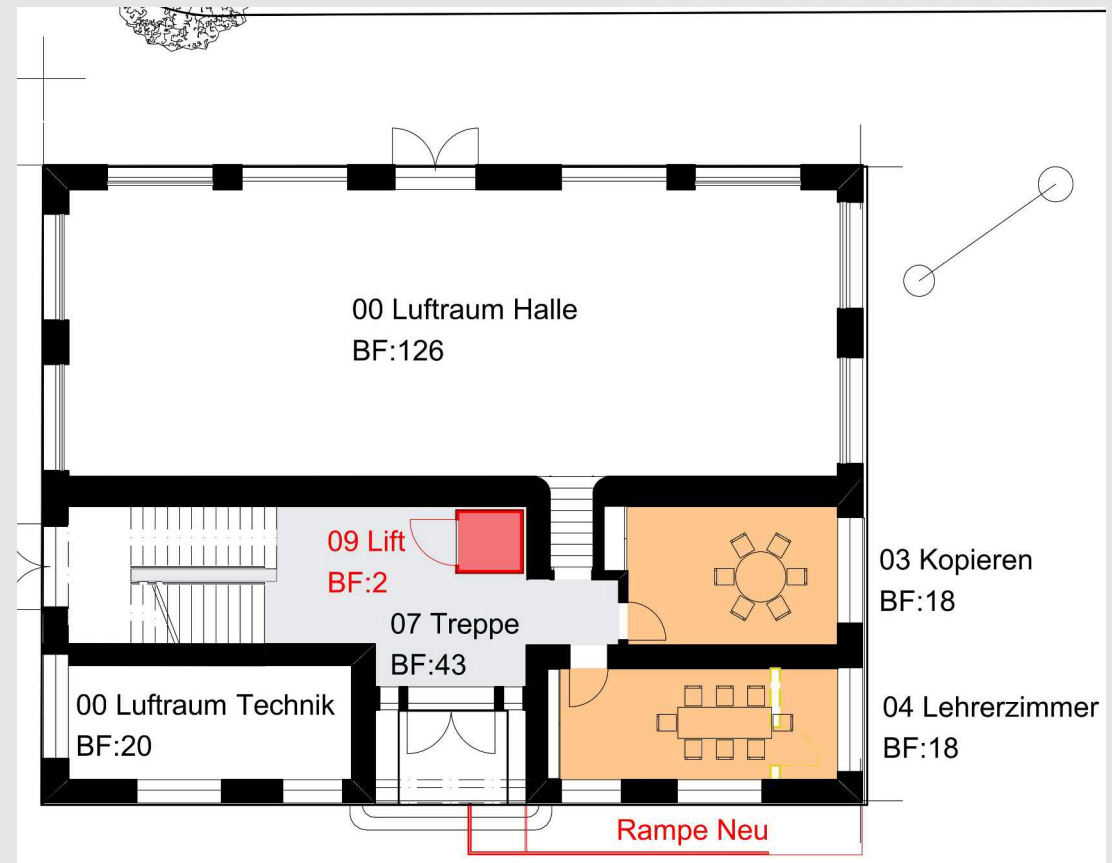 00 Luftraum Halle
BF:126
09 Lift
BF:2
07 Treppe
BF:43
03 Kopieren
BF:18
00 Luftraum Technik
BF:20
04 Lehrerzimmer
BF:18
Rampe Neu